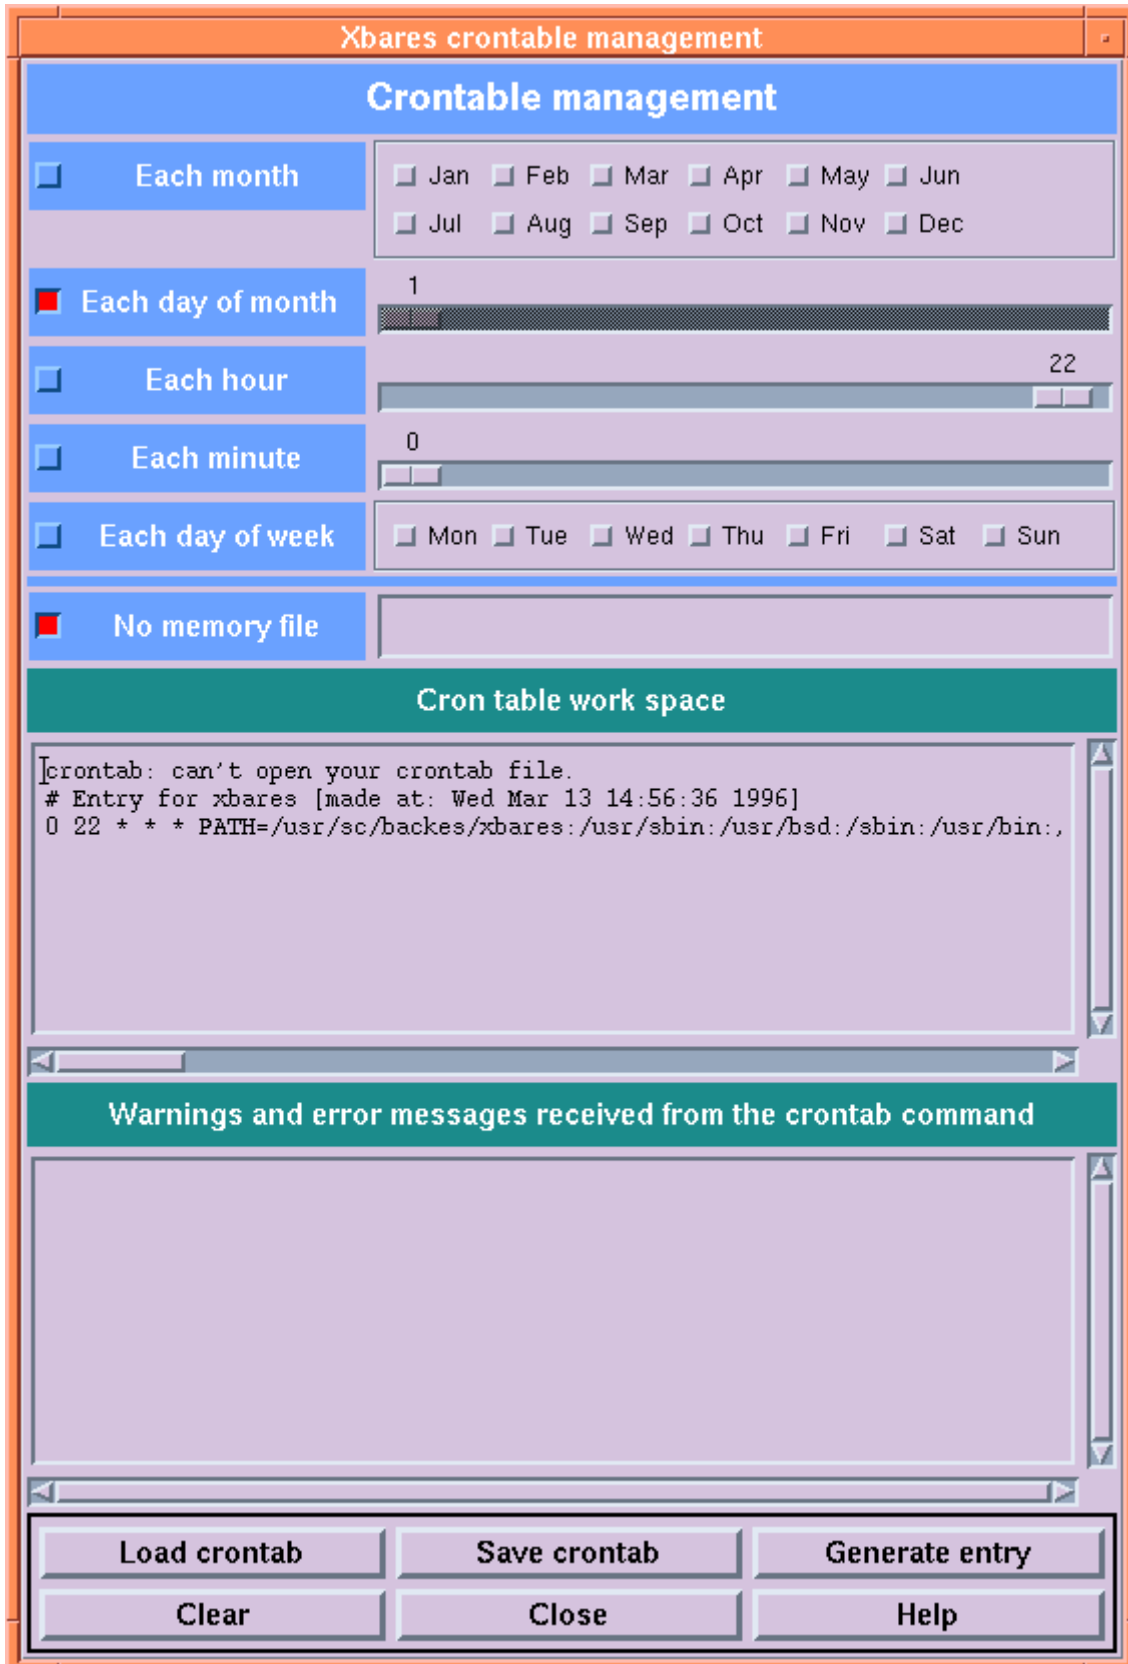 Xbares crontable management
Crontable management
Each month Jan Feb Mar Apr May Jun
Jul Aug Sep Oct Nov Dec
Each day of month 1
Each hour 22
Each minute 0
Each day of week Mon Tue Wed Thu Fri Sat Sun
No memory file
Cron table work space
crontab: can't open your crontab file.
# Entry for xbares [made at: Wed Mar 13 14:56:36 1996]
0 22 * * * PATH=/usr/sc/backes/xbares:/usr/sbin:/usr/bsd:/sbin:/usr/bin:,
Warnings and error messages received from the crontab command
Load crontab Save crontab Generate entry
Clear Close Help